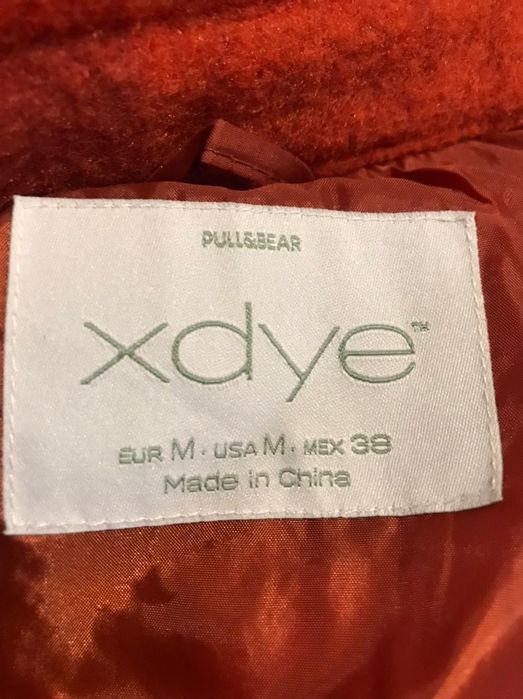 PULL&BEAR
xdye™
EUR M · USA M · MEX 38
Made in China